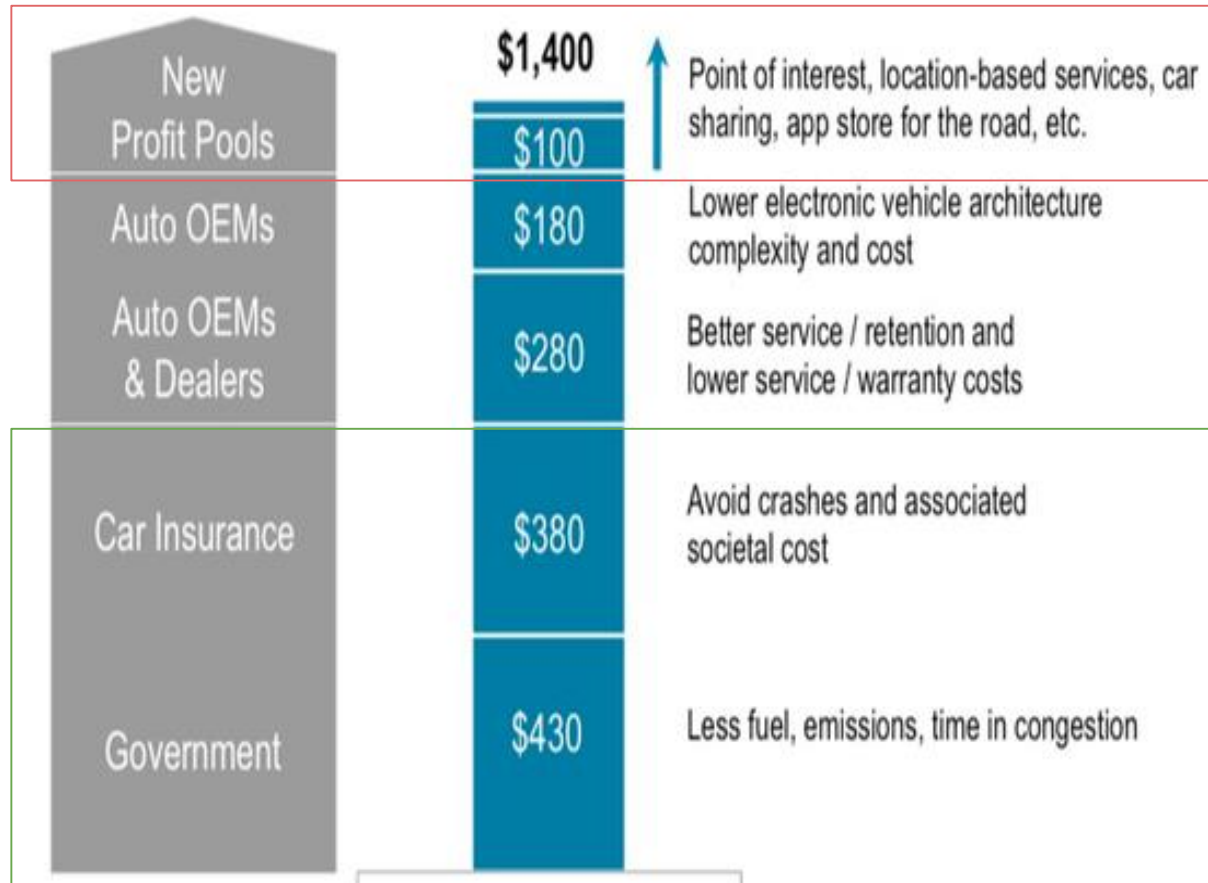 New
Profit Pools
$1,400
$100
Point of interest, location-based services, car
sharing, app store for the road, etc.
Auto OEMs
$180
Lower electronic vehicle architecture
complexity and cost
Auto OEMs
& Dealers
$280
Better service / retention and
lower service / warranty costs
Car Insurance
$380
Avoid crashes and associated
societal cost
Government
$430
Less fuel, emissions, time in congestion